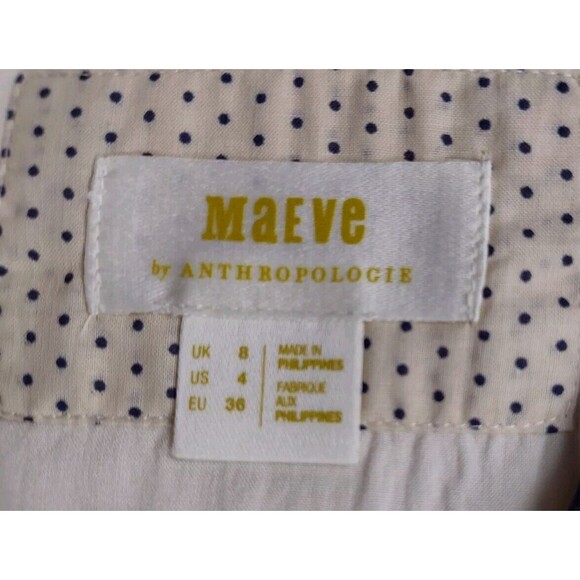 MaEVe
by ANTHROPOLOGIE
UK 8
US 4
EU 36
MADE IN
PHILIPPINES
FABRIQUE
AUX
PHILIPPINES